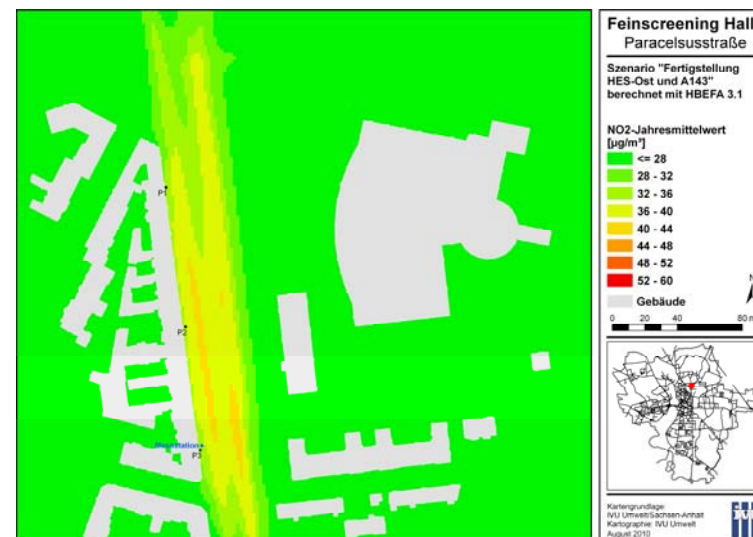 Feinscreening Hall
Paracelsusstraße
Szenario "Fertigstellung
HES-Ost und A143"
berechnet mit HBEFA 3.1
NO2-Jahresmittelwert
[µg/m³]
<= 28
28 - 32
32 - 36
36 - 40
40 - 44
44 - 48
48 - 52
52 - 60
Gebäude
N
0 20 40 80 m
P1
P2
Messstation
P3
Kartengrundlage:
IVU Umwelt/Sachsen-Anhalt
Kartographie: IVU Umwelt
August 2010